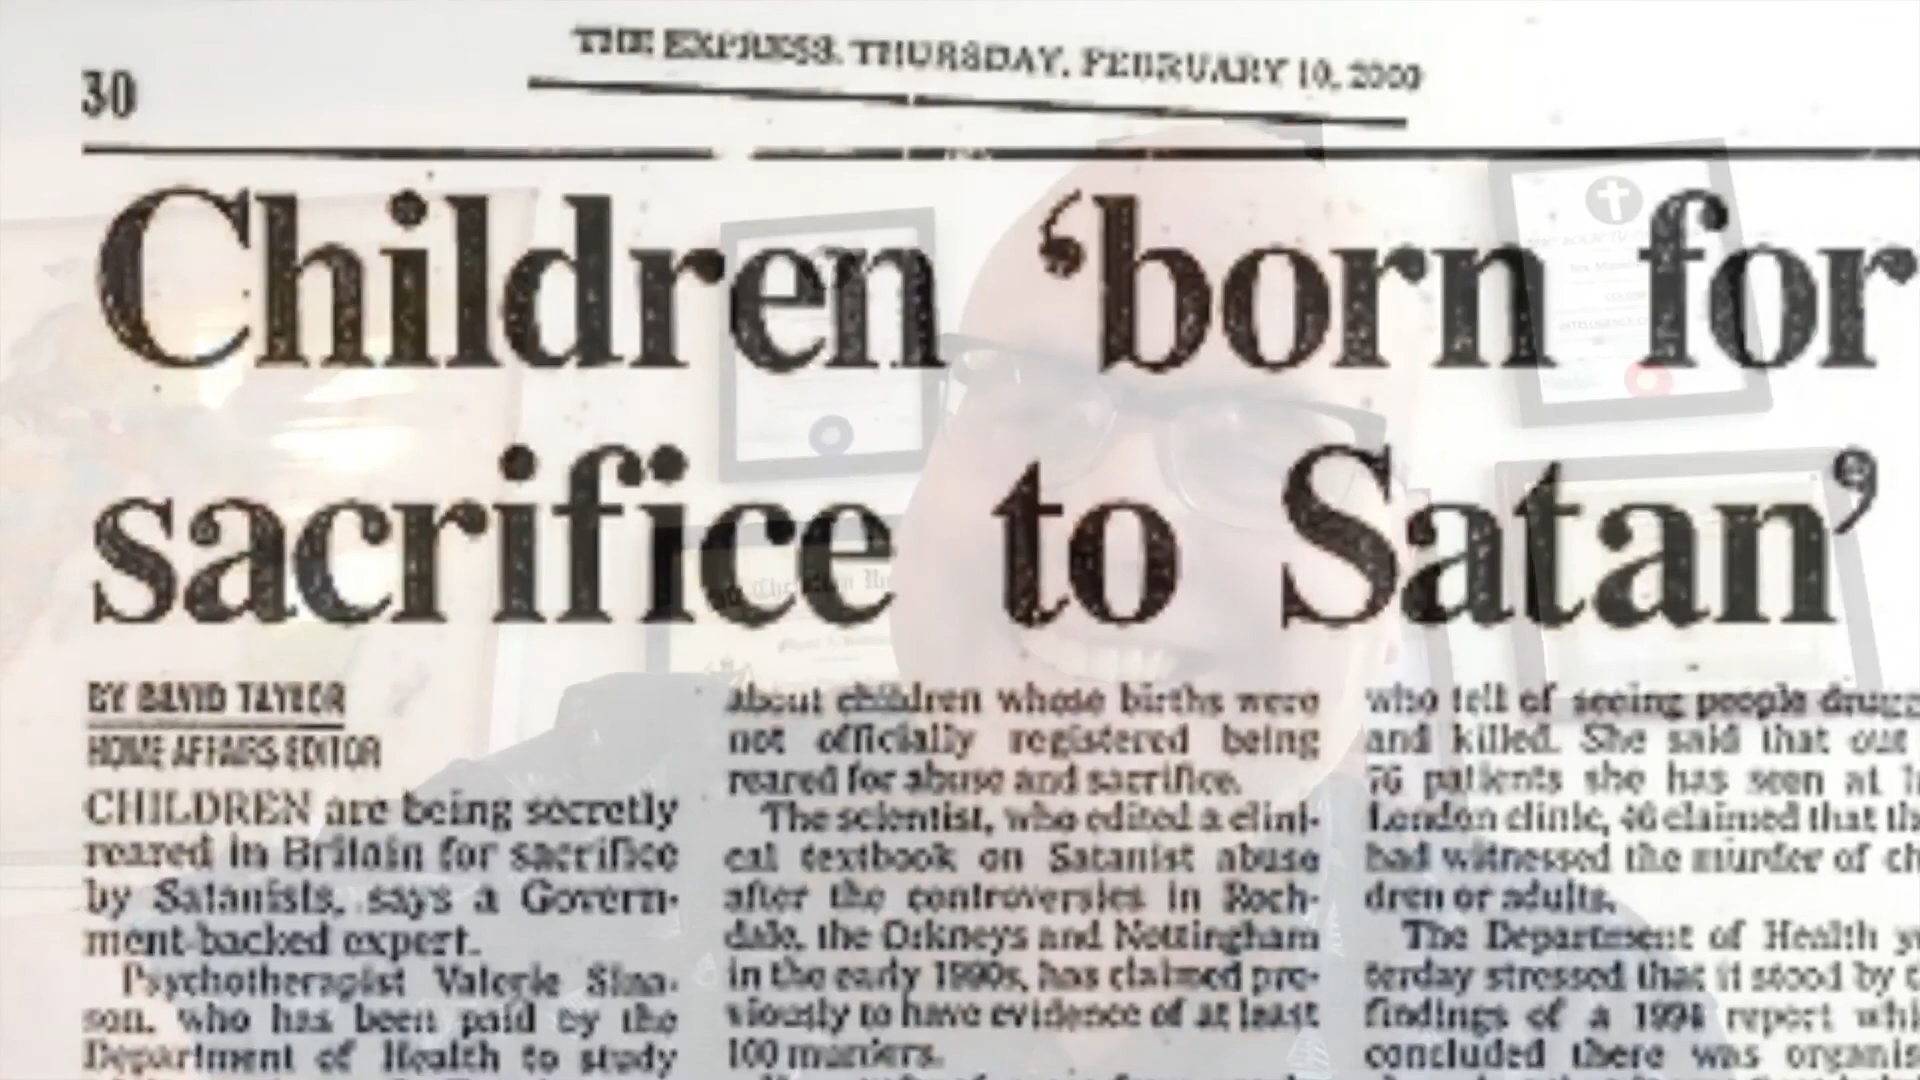 THE EXPRESS, THURSDAY, FEBRUARY 10, 2000
30
Children ‘born for
sacrifice to Satan’
BY DAVID TAYLOR
HOME AFFAIRS EDITOR
CHILDREN are being secretly
reared in Britain for sacrifice
by Satanists, says a Govern-
ment-backed expert.
Psychotherapist Valerie Sina-
son, who has been paid by the
Department of Health to study
about children whose births were
not officially registered being
reared for abuse and sacrifice.
The scientist, who edited a clini-
cal textbook on Satanist abuse
after the controversies in Roch-
dale, the Orkneys and Nottingham
in the early 1990s, has claimed pre-
viously to have evidence of at least
100 murders.
who tell of seeing people drugg
and killed. She said that out
76 patients she has seen at
London clinic, 46 claimed that th
had witnessed the murder of ch
dren or adults.
The Department of Health y
terday stressed that it stood by
findings of a 1994 report whi
concluded there was organis